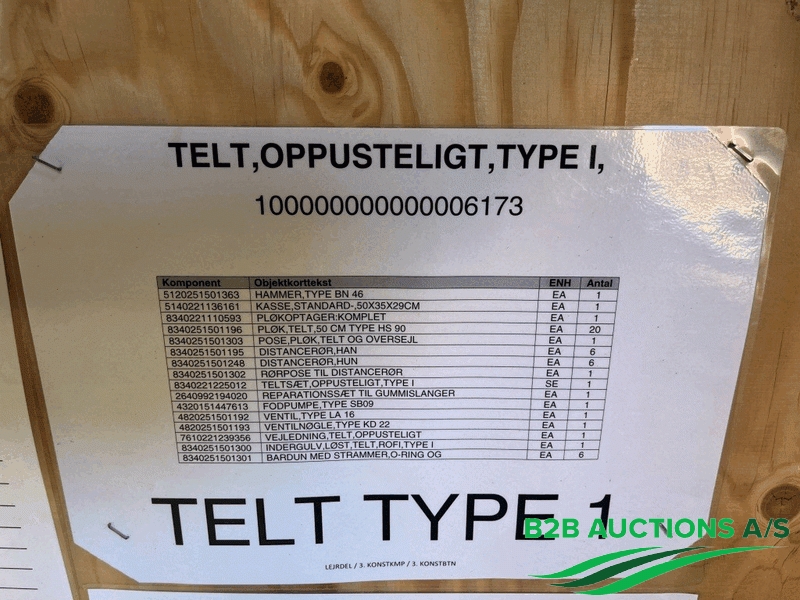 TELT,OPPUSTELIGT,TYPE I,
100000000000006173
Komponent Objektkorttekst ENH Antal
5120251501363 HAMMER,TYPE BN 46 EA 1
5140221136161 KASSE,STANDARD-,50X35X29CM EA 1
8340221110593 PLØKOPTAGER:KOMPLET EA 1
8340251501196 PLØK,TELT,50 CM TYPE HS 90 EA 20
8340251501303 POSE,PLØK,TELT OG OVERSEJL EA 1
8340251501195 DISTANCERØR,HAN EA 6
8340251501248 DISTANCERØR,HUN EA 6
8340251501302 RØRPOSE TIL DISTANCERØR EA 1
8340221225012 TELTSÆT,OPPUSTELIGT,TYPE I SE 1
2640992194020 REPARATIONSSÆT TIL GUMMISLANGER EA 1
4320151447613 FODPUMPE,TYPE SB09 EA 1
4820251501192 VENTIL,TYPE LA 16 EA 1
4820251501193 VENTILNØGLE,TYPE KD 22 EA 1
7610221239356 VEJLEDNING,TELT,OPPUSTELIGT EA 1
8340251501300 INDERGULV,LØST,TELT,ROFI,TYPE I EA 1
8340251501301 BARDUN MED STRAMMER,O-RING OG EA 6
TELT TYPE 1
B2B AUCTIONS A/S
LEJRDEL / 3. KONSTKMP / 3. KONSTBTN